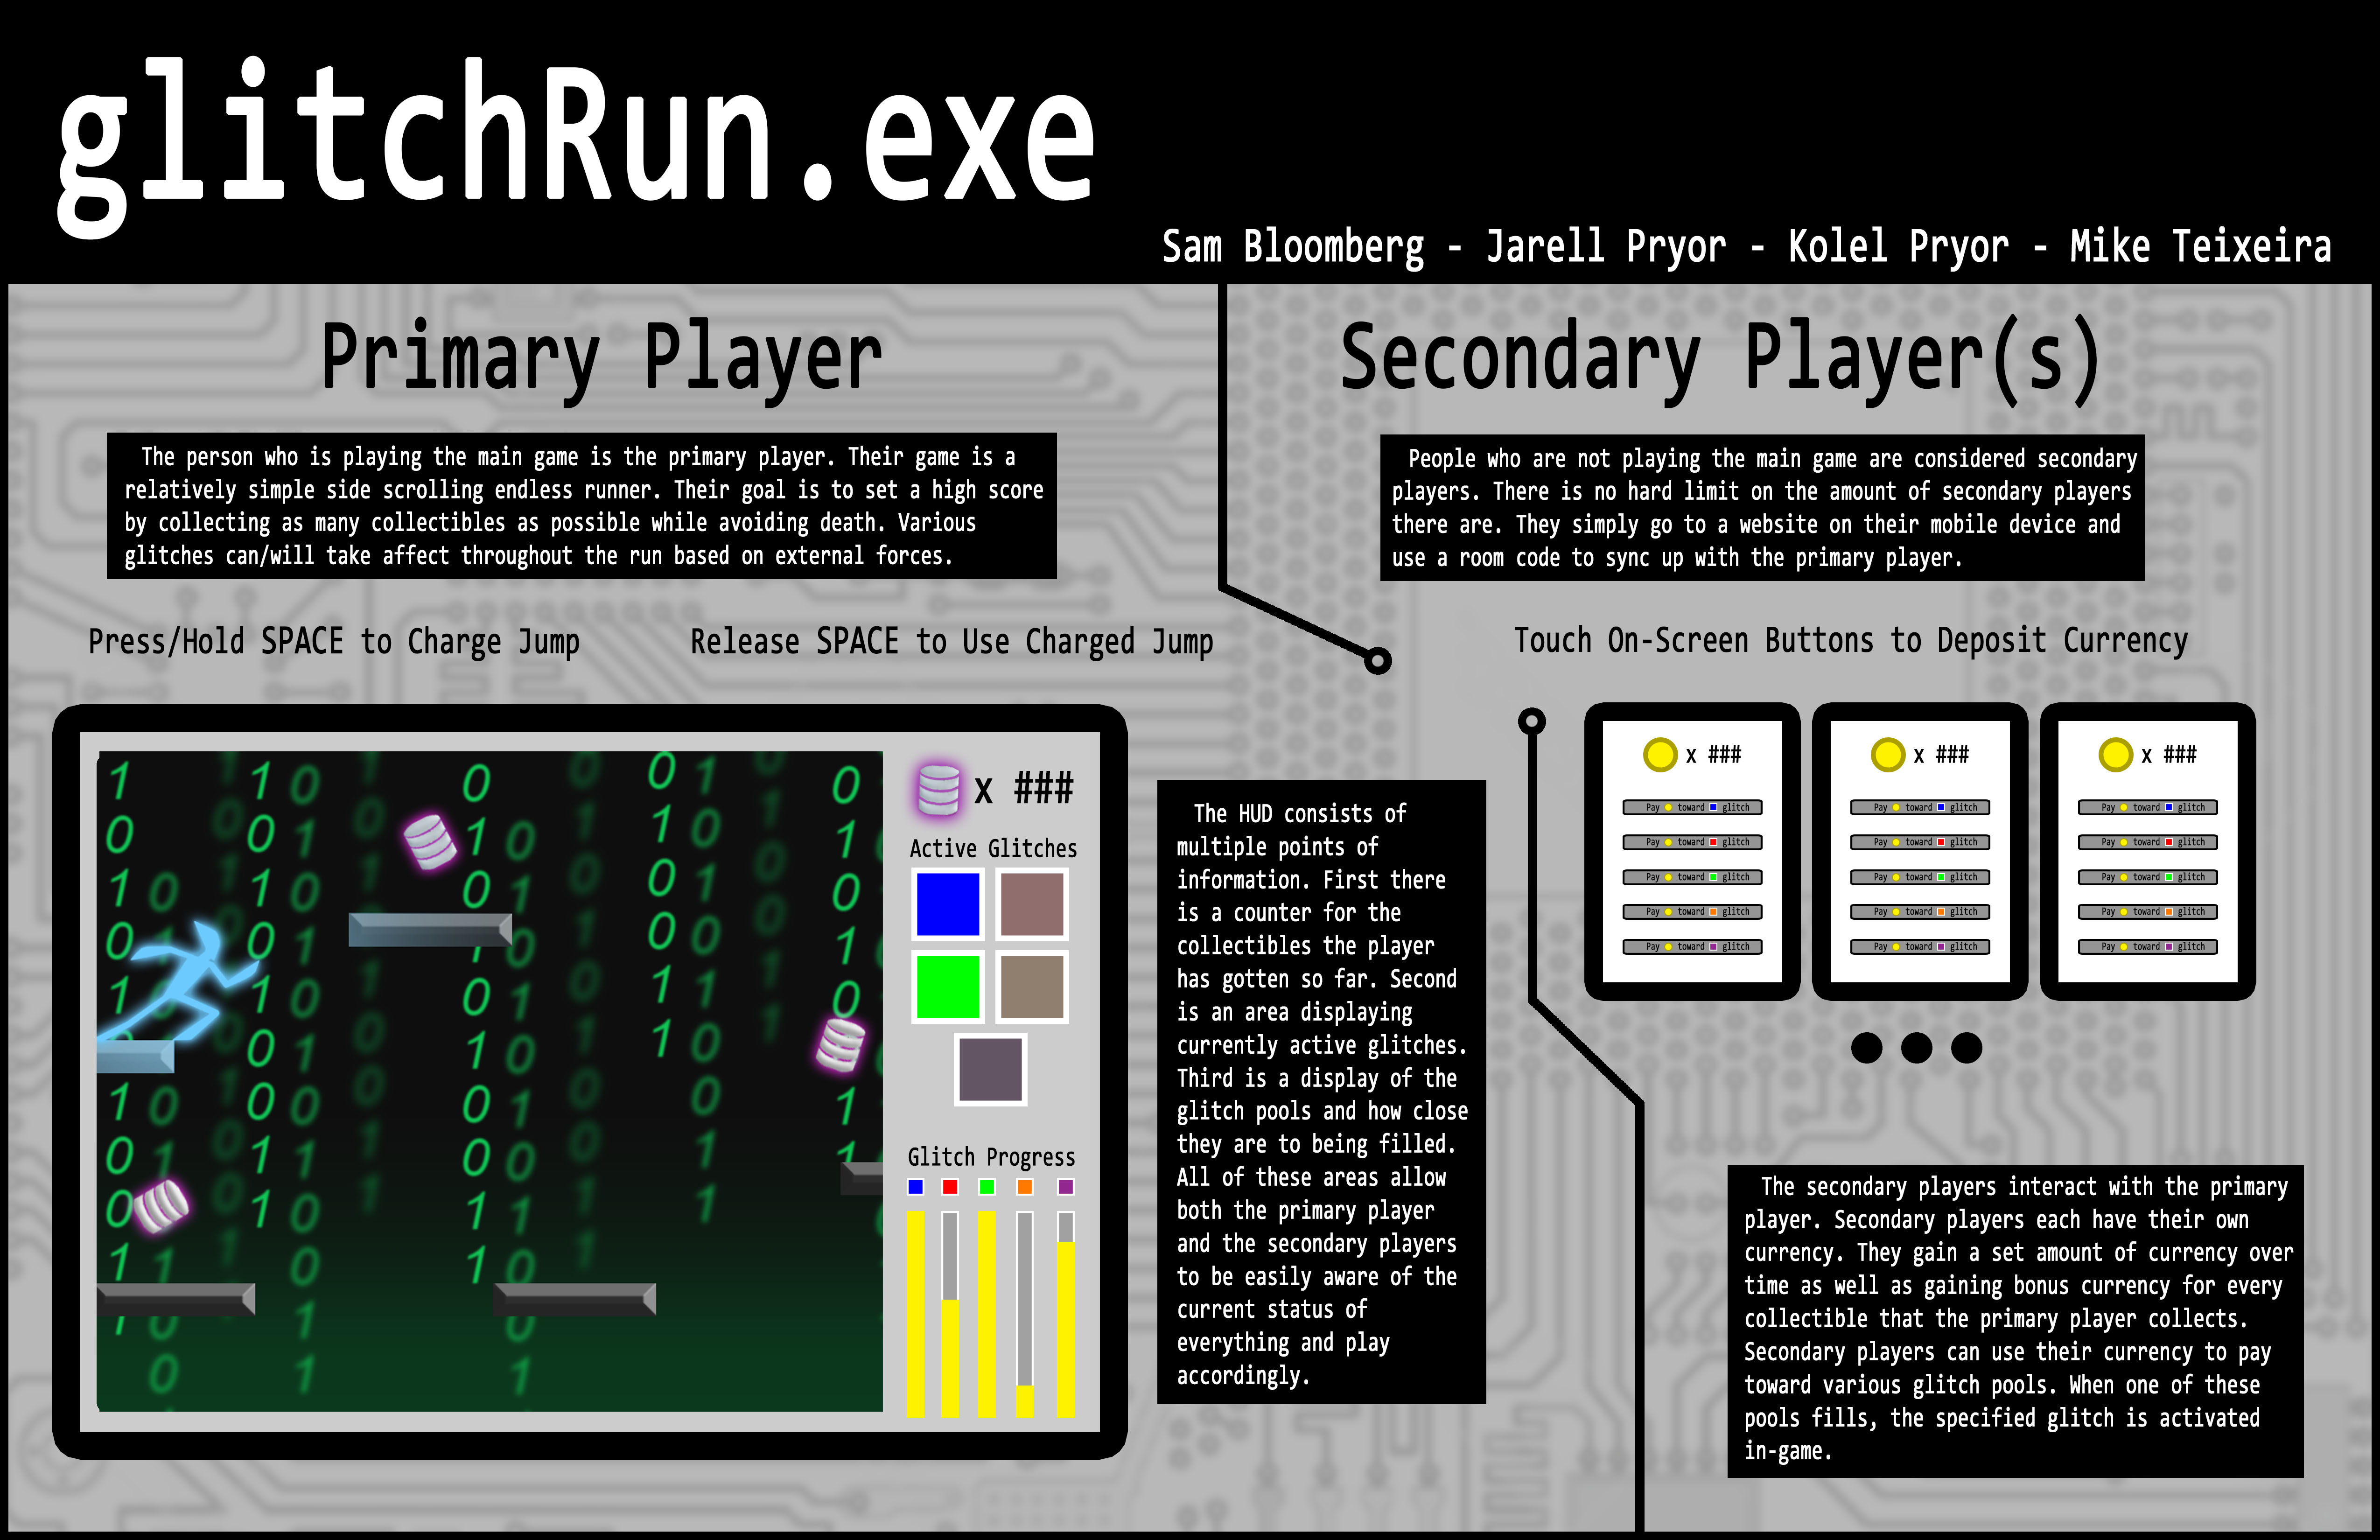 glitchRun.exe
Sam Bloomberg - Jarell Pryor - Kolel Pryor - Mike Teixeira
Primary Player
The person who is playing the main game is the primary player. Their game is a
relatively simple side scrolling endless runner. Their goal is to set a high score
by collecting as many collectibles as possible while avoiding death. Various
glitches can/will take affect throughout the run based on external forces.
Press/Hold SPACE to Charge Jump
Release SPACE to Use Charged Jump
x ###
Active Glitches
Glitch Progress
The HUD consists of
multiple points of
information. First there
is a counter for the
collectibles the player
has gotten so far. Second
is an area displaying
currently active glitches.
Third is a display of the
glitch pools and how close
they are to being filled.
All of these areas allow
both the primary player
and the secondary players
to be easily aware of the
current status of
everything and play
accordingly.
Secondary Player(s)
People who are not playing the main game are considered secondary
players. There is no hard limit on the amount of secondary players
there are. They simply go to a website on their mobile device and
use a room code to sync up with the primary player.
Touch On-Screen Buttons to Deposit Currency
x ###
Pay toward glitch
Pay toward glitch
Pay toward glitch
Pay toward glitch
Pay toward glitch
x ###
Pay toward glitch
Pay toward glitch
Pay toward glitch
Pay toward glitch
Pay toward glitch
x ###
Pay toward glitch
Pay toward glitch
Pay toward glitch
Pay toward glitch
Pay toward glitch
The secondary players interact with the primary
player. Secondary players each have their own
currency. They gain a set amount of currency over
time as well as gaining bonus currency for every
collectible that the primary player collects.
Secondary players can use their currency to pay
toward various glitch pools. When one of these
pools fills, the specified glitch is activated
in-game.